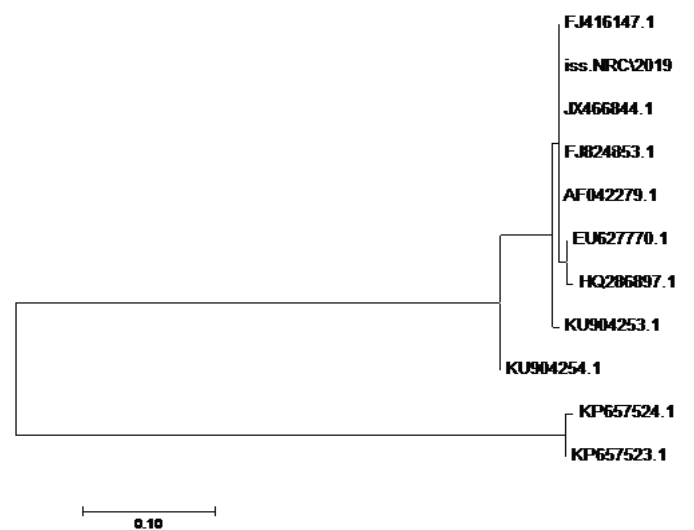 FJ416147.1
iss.NRC\2019
JX466844.1
FJ824853.1
AF042279.1
EU627770.1
HQ286897.1
KU904253.1
KU904254.1
KP657524.1
KP657523.1
0.10